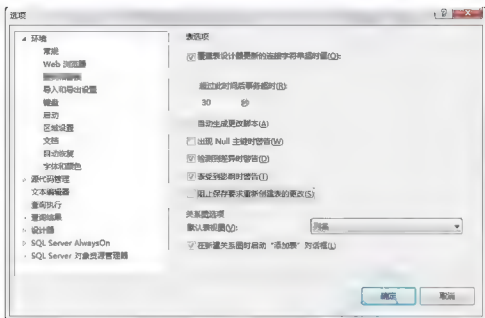 选项
环境
常规
Web 浏览器
导入和导出设置
键盘
启动
区域设置
文档
自动恢复
字体和颜色
源代码管理
文本编辑器
查询执行
查询结果
设计器
SQL Server AlwaysOn
SQL Server 对象资源管理器
表选项
覆盖表设计器更新的连接字符串超时值(O):
超过此时间后事务超时(R):
30 秒
自动生成更改脚本(A)
出现 Null 主键时警告(W)
检测到差异时警告(D)
表受到影响时警告(T)
阻止保存要求重新创建表的更改(S)
关系图选项
默认表视图(V):
列名
在新建关系图时启动“添加表”对话框(L)
确定
取消